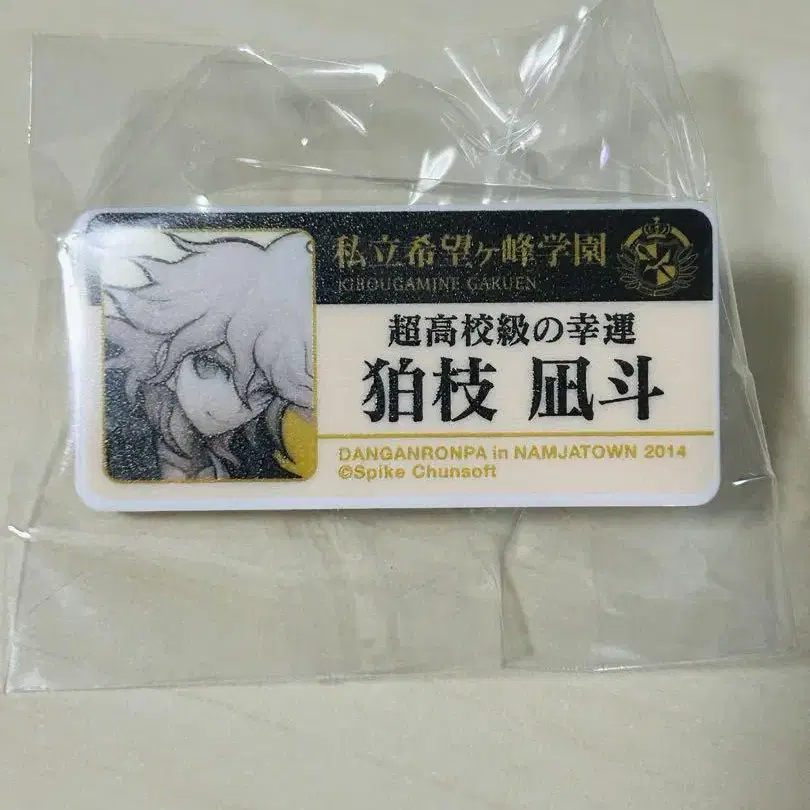 私立希望ヶ峰学園
KIBOUGAMINE GAKUEN
超高校級の幸運
狛枝 凪斗
DANGANRONPA in NAMJATOWN 2014
©Spike Chunsoft